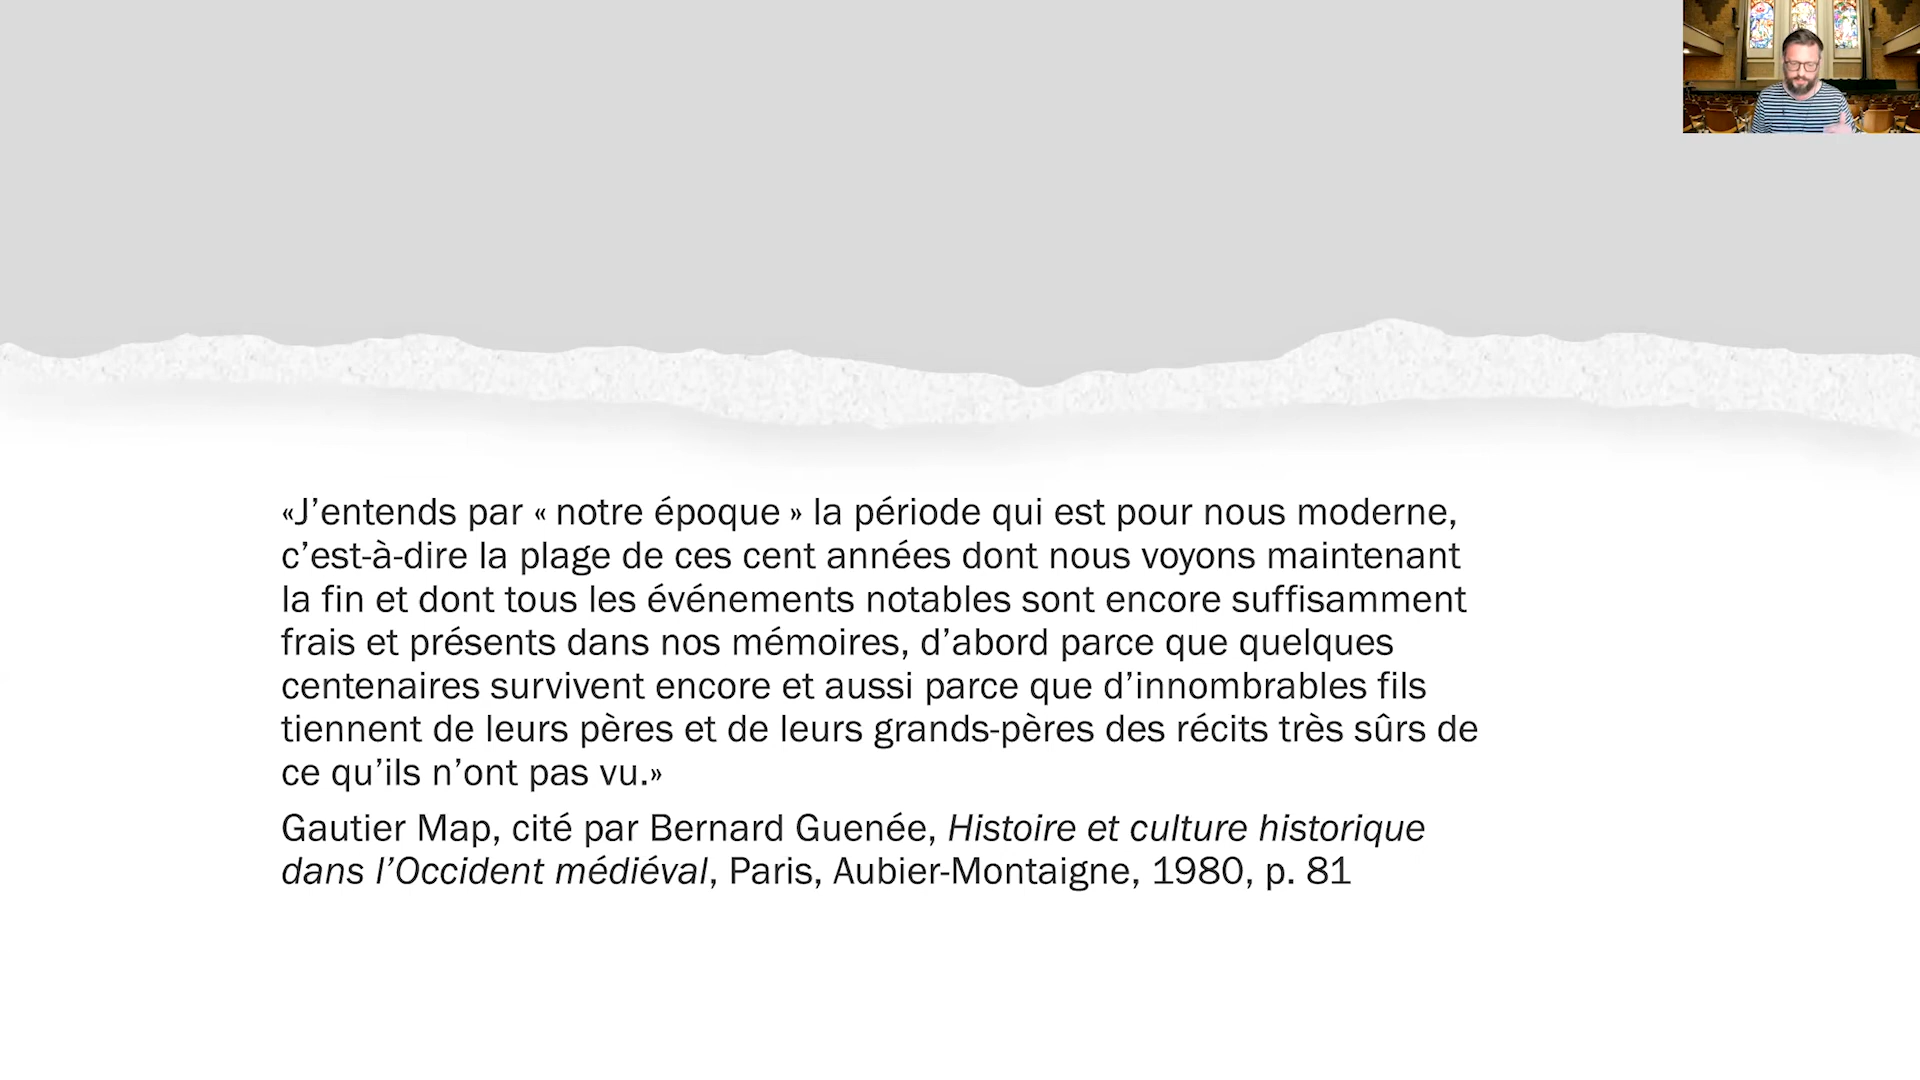 «J’entends par « notre époque » la période qui est pour nous moderne,
c’est-à-dire la plage de ces cent années dont nous voyons maintenant
la fin et dont tous les événements notables sont encore suffisamment
frais et présents dans nos mémoires, d’abord parce que quelques
centenaires survivent encore et aussi parce que d’innombrables fils
tiennent de leurs pères et de leurs grands-pères des récits très sûrs de
ce qu’ils n’ont pas vu.»
Gautier Map, cité par Bernard Guenée, Histoire et culture historique
dans l’Occident médiéval, Paris, Aubier-Montaigne, 1980, p. 81